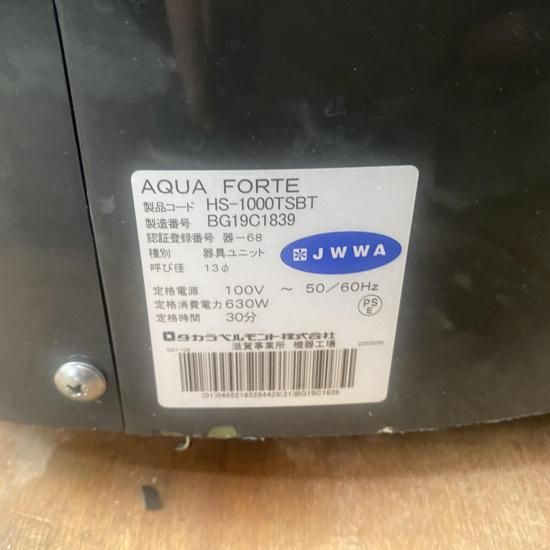 AQUA FORTE
製品コード HS-1000TSBT
製造番号 BG19C1839
認証登録番号 器-68
種別 器具ユニット
呼び径 13φ
JWWA
定格電源 100V ~ 50/60Hz
定格消費電力 630W
定格時間 30分
PS
E
タカラベルモント株式会社
滋賀事業所 機器工場
(01)04952195264429(21)BG19C1839